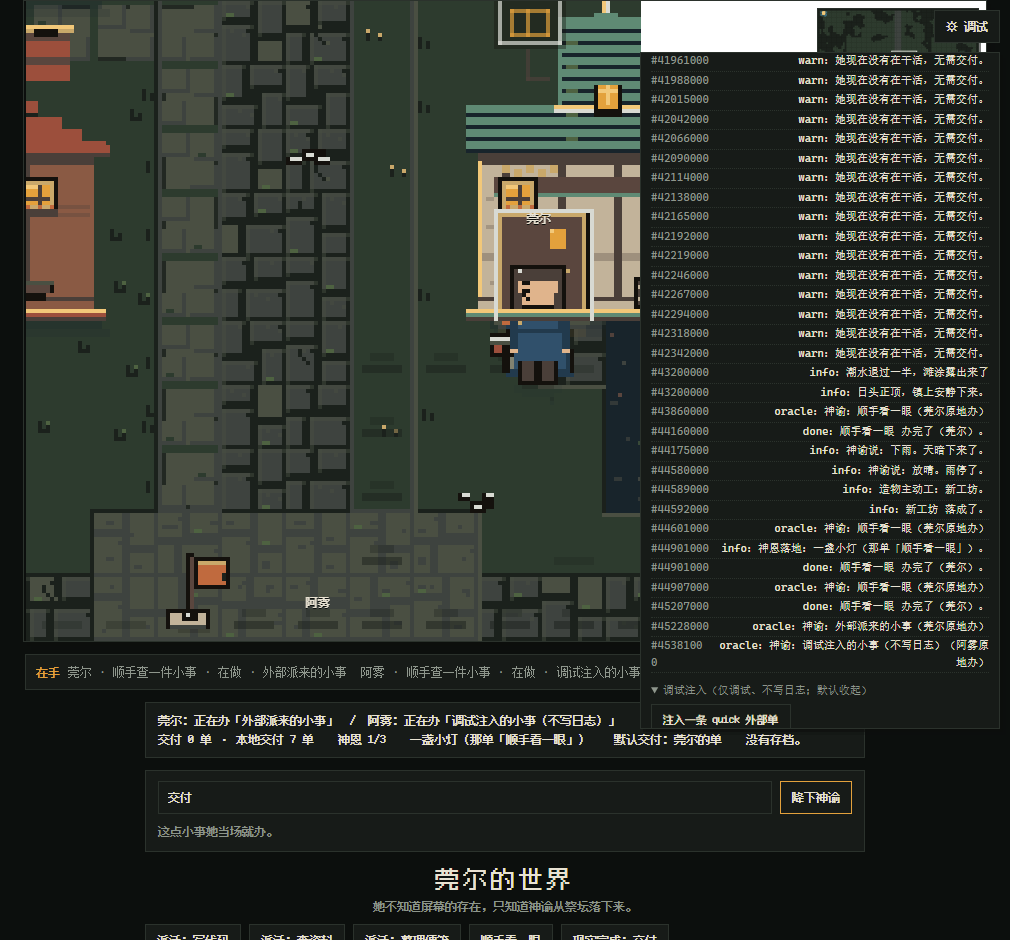 调试
#41961000 warn: 她现在没有在干活，无需交付。
#41988000 warn: 她现在没有在干活，无需交付。
#42015000 warn: 她现在没有在干活，无需交付。
#42042000 warn: 她现在没有在干活，无需交付。
#42066000 warn: 她现在没有在干活，无需交付。
#42090000 warn: 她现在没有在干活，无需交付。
#42114000 warn: 她现在没有在干活，无需交付。
#42138000 warn: 她现在没有在干活，无需交付。
#42165000 warn: 她现在没有在干活，无需交付。
#42192000 warn: 她现在没有在干活，无需交付。
#42219000 warn: 她现在没有在干活，无需交付。
#42246000 warn: 她现在没有在干活，无需交付。
#42267000 warn: 她现在没有在干活，无需交付。
#42294000 warn: 她现在没有在干活，无需交付。
#42318000 warn: 她现在没有在干活，无需交付。
#42342000 warn: 她现在没有在干活，无需交付。
#43200000 info: 潮水退过一半，滩涂露出来了
#43200000 info: 日头正顶，镇上安静下来。
#43860000 oracle: 神谕：顺手看一眼（莞尔原地办）
#44160000 done: 顺手看一眼 办完了（莞尔）。
#44175000 info: 神谕说：下雨。天暗下来了。
#44580000 info: 神谕说：放晴。雨停了。
#44589000 info: 造物主动工：新工坊。
#44592000 info: 新工坊 落成了。
#44601000 oracle: 神谕：顺手看一眼（莞尔原地办）
#44901000 info: 神恩落地：一盏小灯（那单「顺手看一眼」）。
#44901000 done: 顺手看一眼 办完了（莞尔）。
#44907000 oracle: 神谕：顺手看一眼（莞尔原地办）
#45207000 done: 顺手看一眼 办完了（莞尔）。
#45228000 oracle: 神谕：外部派来的小事（莞尔原地办）
#4538100 oracle: 神谕：调试注入的小事（不写日志）（阿雾原
0 地办）
▼ 调试注入（仅调试、不写日志；默认收起）
注入一条 quick 外部单
莞尔
阿雾
在手 莞尔 · 顺手查一件小事 · 在做 · 外部派来的小事 阿雾 · 顺手查一件小事 · 在做 · 调试注入的小事
莞尔：正在办「外部派来的小事」 / 阿雾：正在办「调试注入的小事（不写日志）」
交付 0 单 · 本地交付 7 单 神恩 1/3 一盏小灯（那单「顺手看一眼」） 默认交付：莞尔的单 没有存档。
交付
降下神谕
这点小事她当场就办。
莞尔的世界
她不知道屏幕的存在，只知道神谕从祭坛落下来。